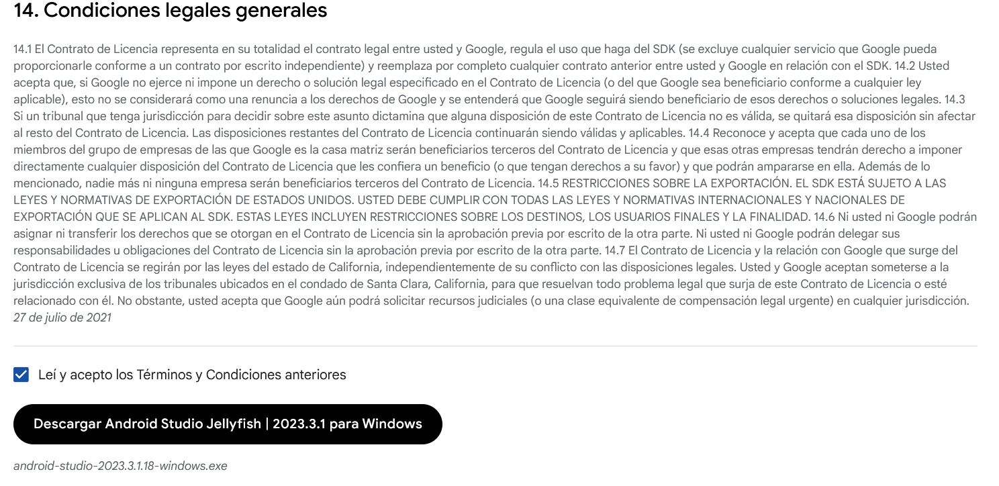 14. Condiciones legales generales
14.1 El Contrato de Licencia representa en su totalidad el contrato legal entre usted y Google, regula el uso que haga del SDK (se excluye cualquier servicio que Google pueda
proporcionarle conforme a un contrato por escrito independiente) y reemplaza por completo cualquier contrato anterior entre usted y Google en relación con el SDK. 14.2 Usted
acepta que, si Google no ejerce ni impone un derecho o solución legal especificado en el Contrato de Licencia (o del que Google sea beneficiario conforme a cualquier ley
aplicable), esto no se considerará como una renuncia a los derechos de Google y se entenderá que Google seguirá siendo beneficiario de esos derechos o soluciones legales. 14.3
Si un tribunal que tenga jurisdicción para decidir sobre este asunto dictamina que alguna disposición de este Contrato de Licencia no es válida, se quitará esa disposición sin afectar
al resto del Contrato de Licencia. Las disposiciones restantes del Contrato de Licencia continuarán siendo válidas y aplicables. 14.4 Reconoce y acepta que cada uno de los
miembros del grupo de empresas de las que Google es la casa matriz serán beneficiarios terceros del Contrato de Licencia y que esas otras empresas tendrán derecho a imponer
directamente cualquier disposición del Contrato de Licencia que les confiera un beneficio (o que tengan derechos a su favor) y que podrán ampararse en ella. Además de lo
mencionado, nadie más ni ninguna empresa serán beneficiarios terceros del Contrato de Licencia. 14.5 RESTRICCIONES SOBRE LA EXPORTACIÓN. EL SDK ESTÁ SUJETO A LAS
LEYES Y NORMATIVAS DE EXPORTACIÓN DE ESTADOS UNIDOS. USTED DEBE CUMPLIR CON TODAS LAS LEYES Y NORMATIVAS INTERNACIONALES Y NACIONALES DE
EXPORTACIÓN QUE SE APLICAN AL SDK. ESTAS LEYES INCLUYEN RESTRICCIONES SOBRE LOS DESTINOS, LOS USUARIOS FINALES Y LA FINALIDAD. 14.6 Ni usted ni Google podrán
asignar ni transferir los derechos que se otorgan en el Contrato de Licencia sin la aprobación previa por escrito de la otra parte. Ni usted ni Google podrán delegar sus
responsabilidades u obligaciones del Contrato de Licencia sin la aprobación previa por escrito de la otra parte. 14.7 El Contrato de Licencia y la relación con Google que surge del
Contrato de Licencia se regirán por las leyes del estado de California, independientemente de su conflicto con las disposiciones legales. Usted y Google aceptan someterse a la
jurisdicción exclusiva de los tribunales ubicados en el condado de Santa Clara, California, para que resuelvan todo problema legal que surja de este Contrato de Licencia o esté
relacionado con él. No obstante, usted acepta que Google aún podrá solicitar recursos judiciales (o una clase equivalente de compensación legal urgente) en cualquier jurisdicción.
27 de julio de 2021
Leí y acepto los Términos y Condiciones anteriores
Descargar Android Studio Jellyfish | 2023.3.1 para Windows
android-studio-2023.3.1.18-windows.exe